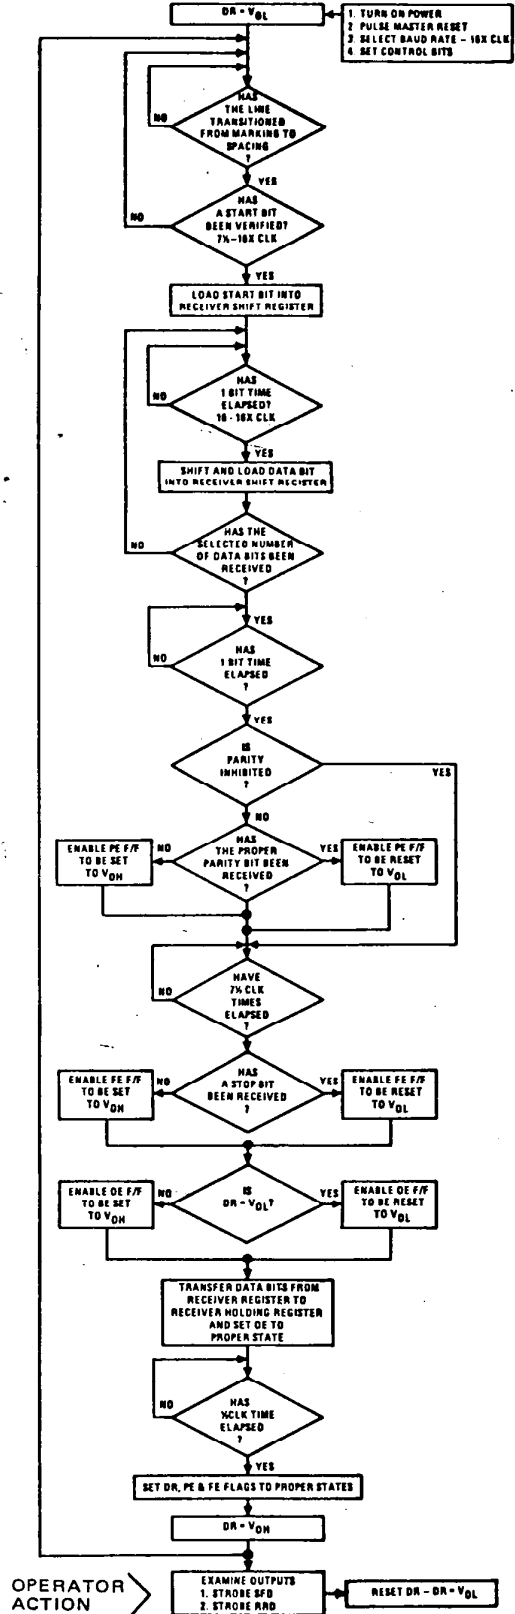 DR = VOL
1. TURN ON POWER
2 PULSE MASTER RESET
3. SELECT BAUD RATE – 16X CLK
4. SET CONTROL BITS
HAS
THE LINE
TRANSITIONED
FROM MARKING TO
SPACING
?
NO
YES
HAS
A START BIT
BEEN VERIFIED?
7½–16X CLK
NO
YES
LOAD START BIT INTO
RECEIVER SHIFT REGISTER
HAS
1 BIT TIME
ELAPSED?
16 - 16X CLK
NO
YES
SHIFT AND LOAD DATA BIT
INTO RECEIVER SHIFT REGISTER
HAS THE
SELECTED NUMBER
OF DATA BITS BEEN
RECEIVED
?
NO
YES
HAS
1 BIT TIME
ELAPSED
?
NO
YES
IS
PARITY
INHIBITED
?
YES
NO
HAS
THE PROPER
PARITY BIT BEEN
RECEIVED
?
NO
YES
ENABLE PE F/F
TO BE SET
TO VOH
ENABLE PE F/F
TO BE RESET
TO VOL
HAVE
7½ CLK
TIMES
ELAPSED
?
NO
HAS
A STOP BIT
BEEN RECEIVED
?
NO
YES
ENABLE FE F/F
TO BE SET
TO VOH
ENABLE FE F/F
TO BE RESET
TO VOL
IS
DR – VOL?
NO
YES
ENABLE OE F/F
TO BE SET
TO VOH
ENABLE OE F/F
TO BE RESET
TO VOL
TRANSFER DATA BITS FROM
RECEIVER REGISTER TO
RECEIVER HOLDING REGISTER
AND SET OE TO
PROPER STATE
HAS
½CLK TIME
ELAPSED
?
NO
YES
SET DR, PE & FE FLAGS TO PROPER STATES
DR = VOH
OPERATOR
ACTION
EXAMINE OUTPUTS
1. STROBE SFD
2. STROBE RRD
RESET DR – DR = VOL